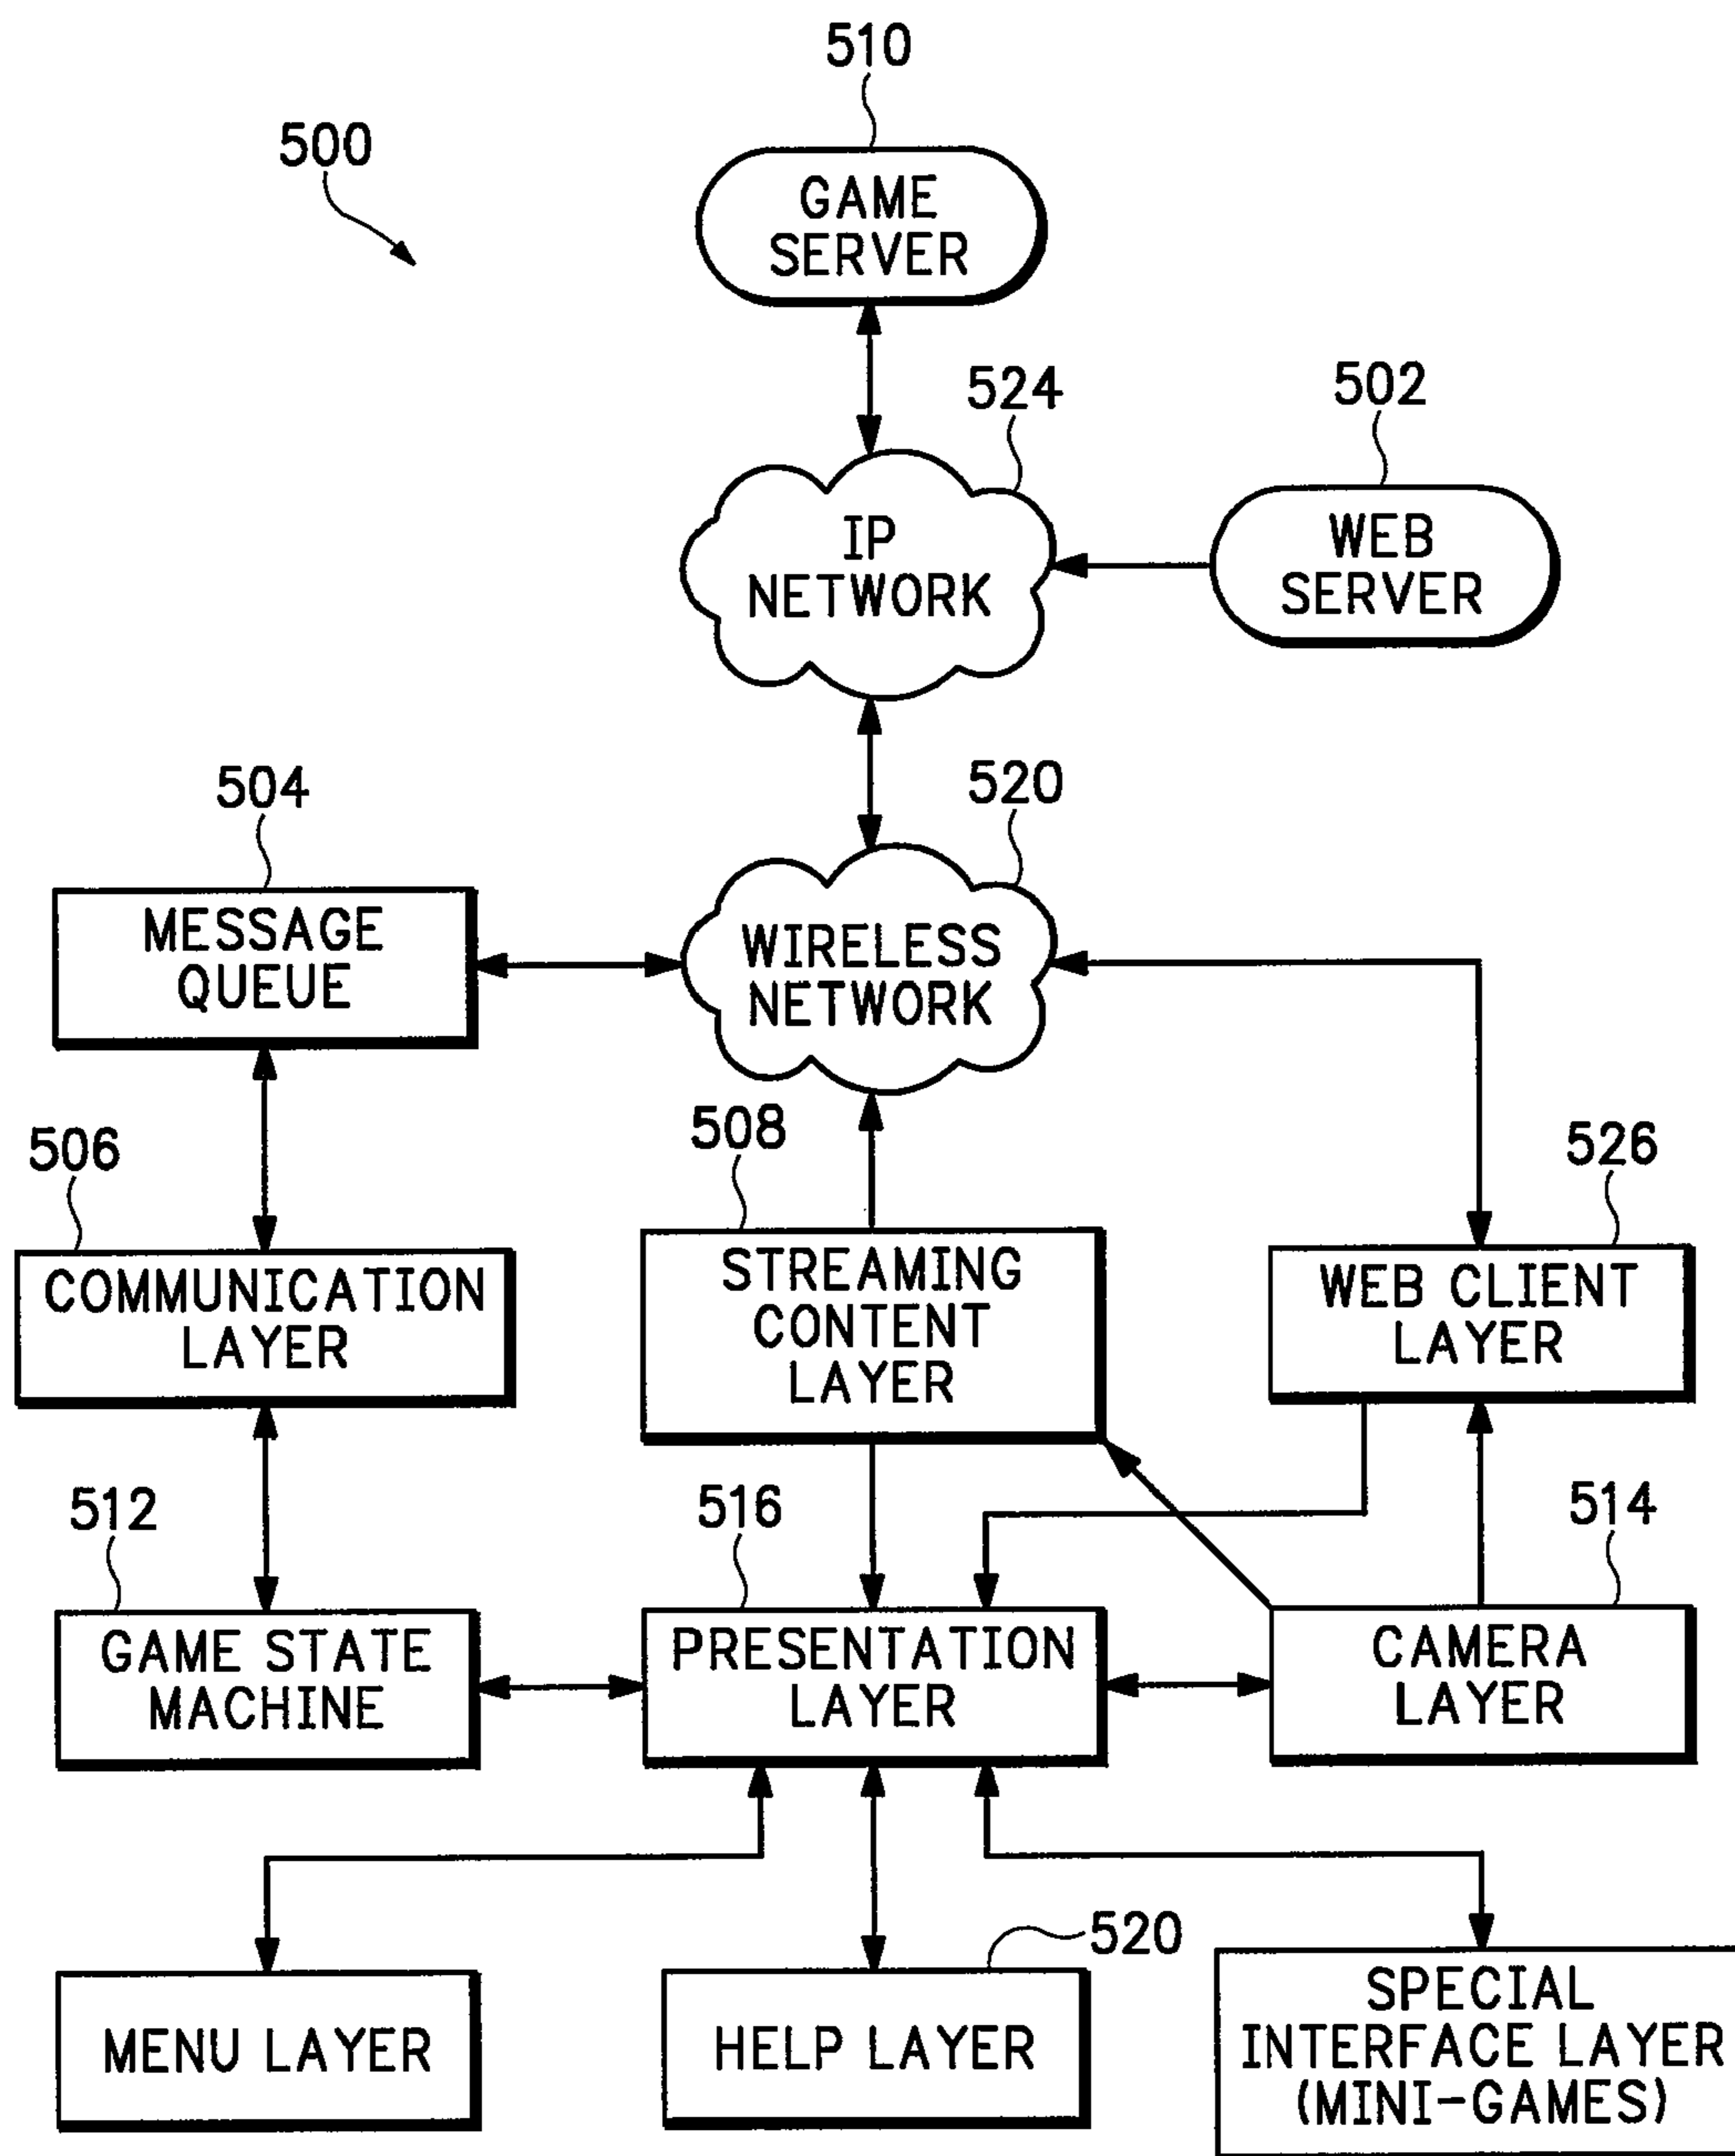 510
500
GAME
SERVER
524
502
IP
NETWORK
WEB
SERVER
504
520
MESSAGE
QUEUE
WIRELESS
NETWORK
506
508
526
COMMUNICATION
LAYER
STREAMING
CONTENT
LAYER
WEB CLIENT
LAYER
512
516
514
GAME STATE
MACHINE
PRESENTATION
LAYER
CAMERA
LAYER
520
MENU LAYER
HELP LAYER
SPECIAL
INTERFACE LAYER
(MINI-GAMES)